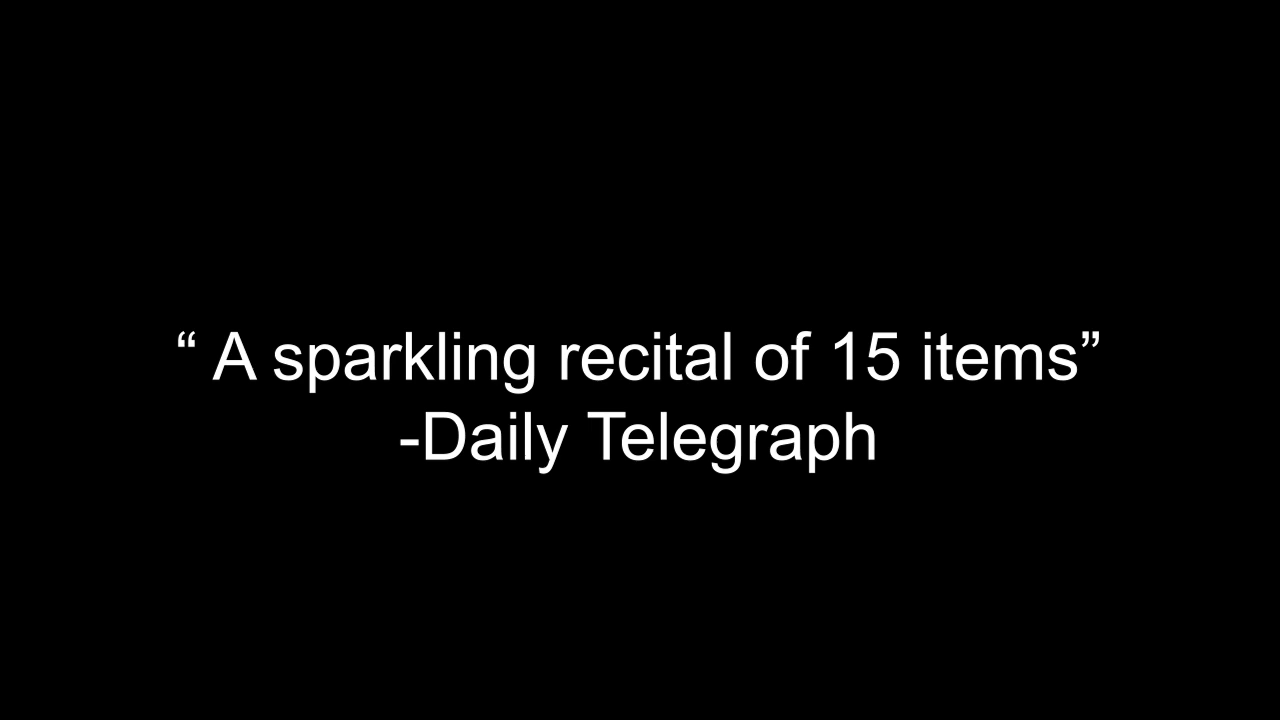 “ A sparkling recital of 15 items”
-Daily Telegraph